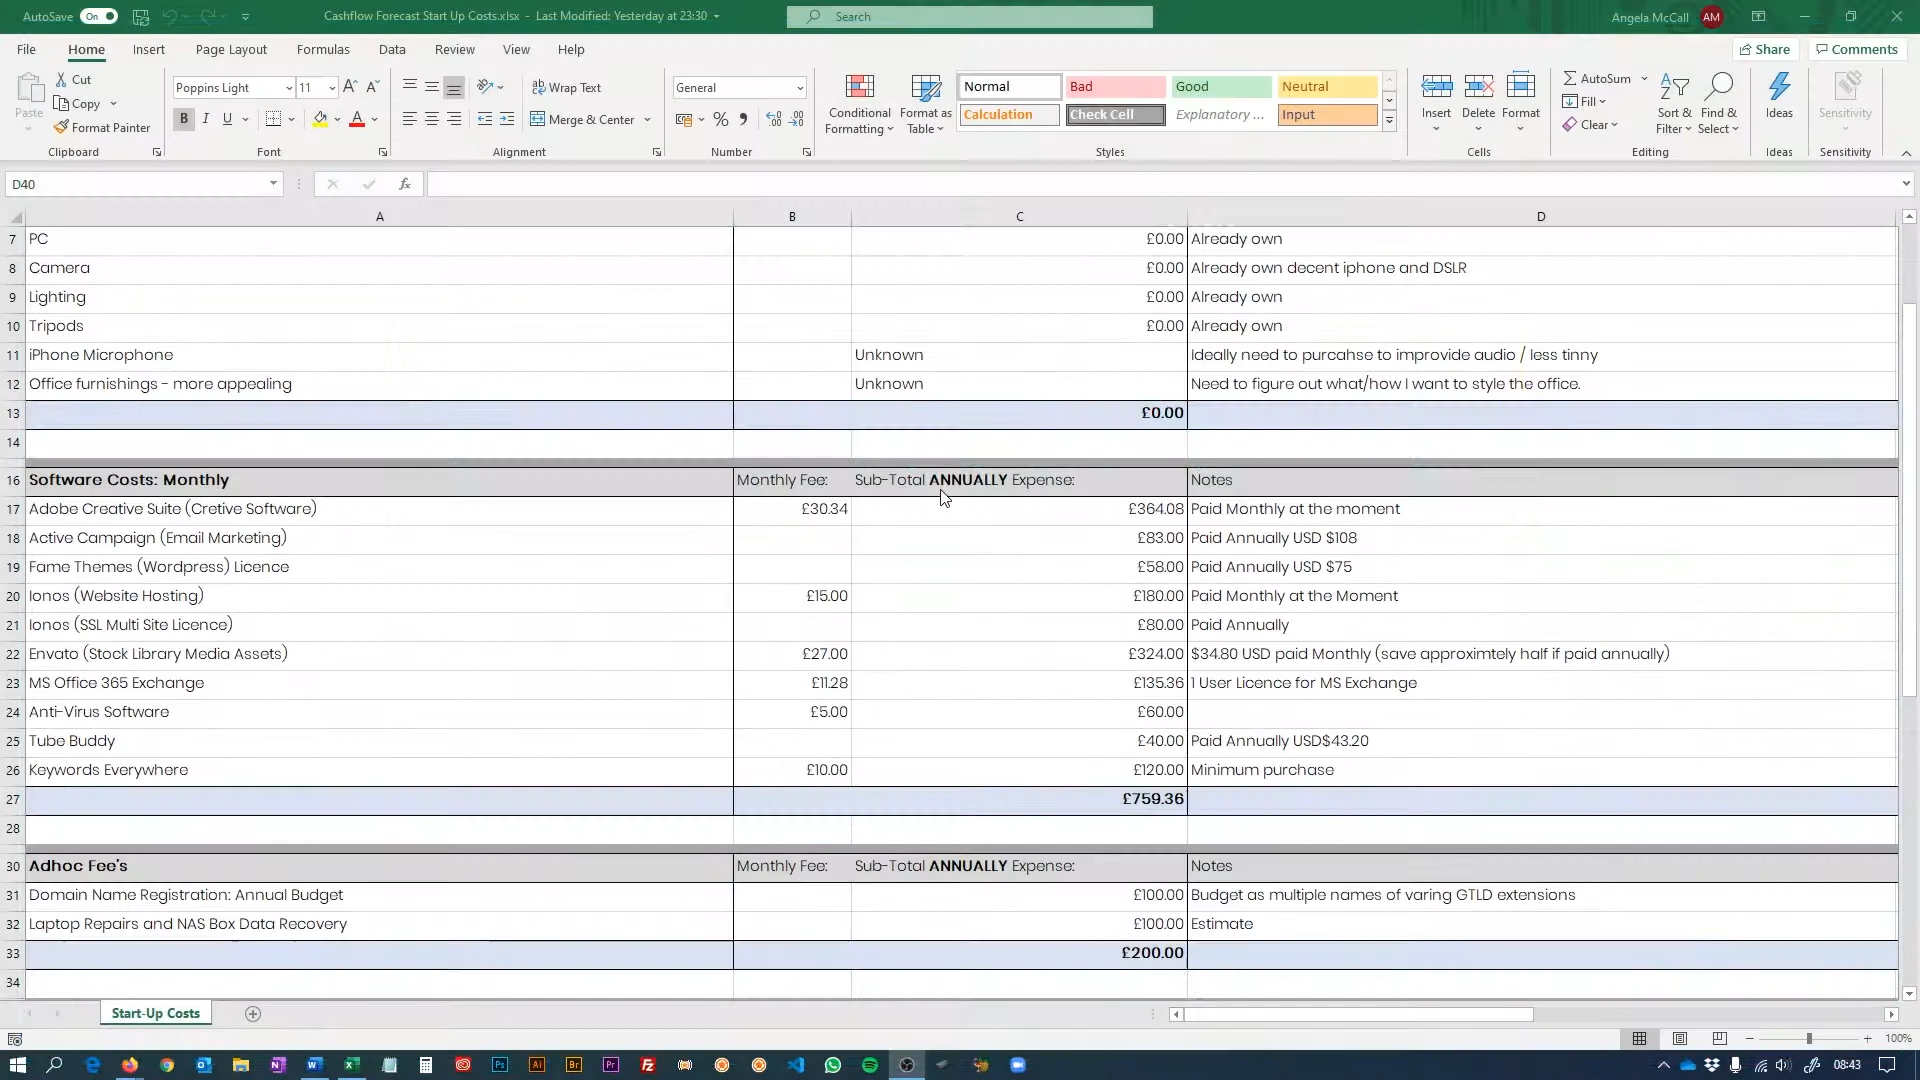 AutoSave On Cashflow Forecast Start Up Costs.xlsx - Last Modified: Yesterday at 23:30 Search Angela McCall AM
File Home Insert Page Layout Formulas Data Review View Help Share Comments
Paste Cut Copy Format Painter Clipboard
Poppins Light 11 A A B I U A Font
Wrap Text Merge & Center Alignment
General % Number
Conditional Formatting Format as Table Normal Bad Good Neutral Calculation Check Cell Explanatory ... Input Styles
Insert Delete Format Cells
AutoSum Fill Clear Sort & Filter Find & Select Editing
Ideas Ideas
Sensitivity Sensitivity
D40 fx
A B C D
7 PC £0.00 Already own
8 Camera £0.00 Already own decent iphone and DSLR
9 Lighting £0.00 Already own
10 Tripods £0.00 Already own
11 iPhone Microphone Unknown Ideally need to purcahse to improvide audio / less tinny
12 Office furnishings - more appealing Unknown Need to figure out what/how I want to style the office.
13 £0.00
14
16 Software Costs: Monthly Monthly Fee: Sub-Total ANNUALLY Expense: Notes
17 Adobe Creative Suite (Cretive Software) £30.34 £364.08 Paid Monthly at the moment
18 Active Campaign (Email Marketing) £83.00 Paid Annually USD $108
19 Fame Themes (Wordpress) Licence £58.00 Paid Annually USD $75
20 Ionos (Website Hosting) £15.00 £180.00 Paid Monthly at the Moment
21 Ionos (SSL Multi Site Licence) £80.00 Paid Annually
22 Envato (Stock Library Media Assets) £27.00 £324.00 $34.80 USD paid Monthly (save approximtely half if paid annually)
23 MS Office 365 Exchange £11.28 £135.36 1 User Licence for MS Exchange
24 Anti-Virus Software £5.00 £60.00
25 Tube Buddy £40.00 Paid Annually USD$43.20
26 Keywords Everywhere £10.00 £120.00 Minimum purchase
27 £759.36
28
30 Adhoc Fee's Monthly Fee: Sub-Total ANNUALLY Expense: Notes
31 Domain Name Registration: Annual Budget £100.00 Budget as multiple names of varing GTLD extensions
32 Laptop Repairs and NAS Box Data Recovery £100.00 Estimate
33 £200.00
34
Start-Up Costs
100%
Ps Ai Br Pr 08:43